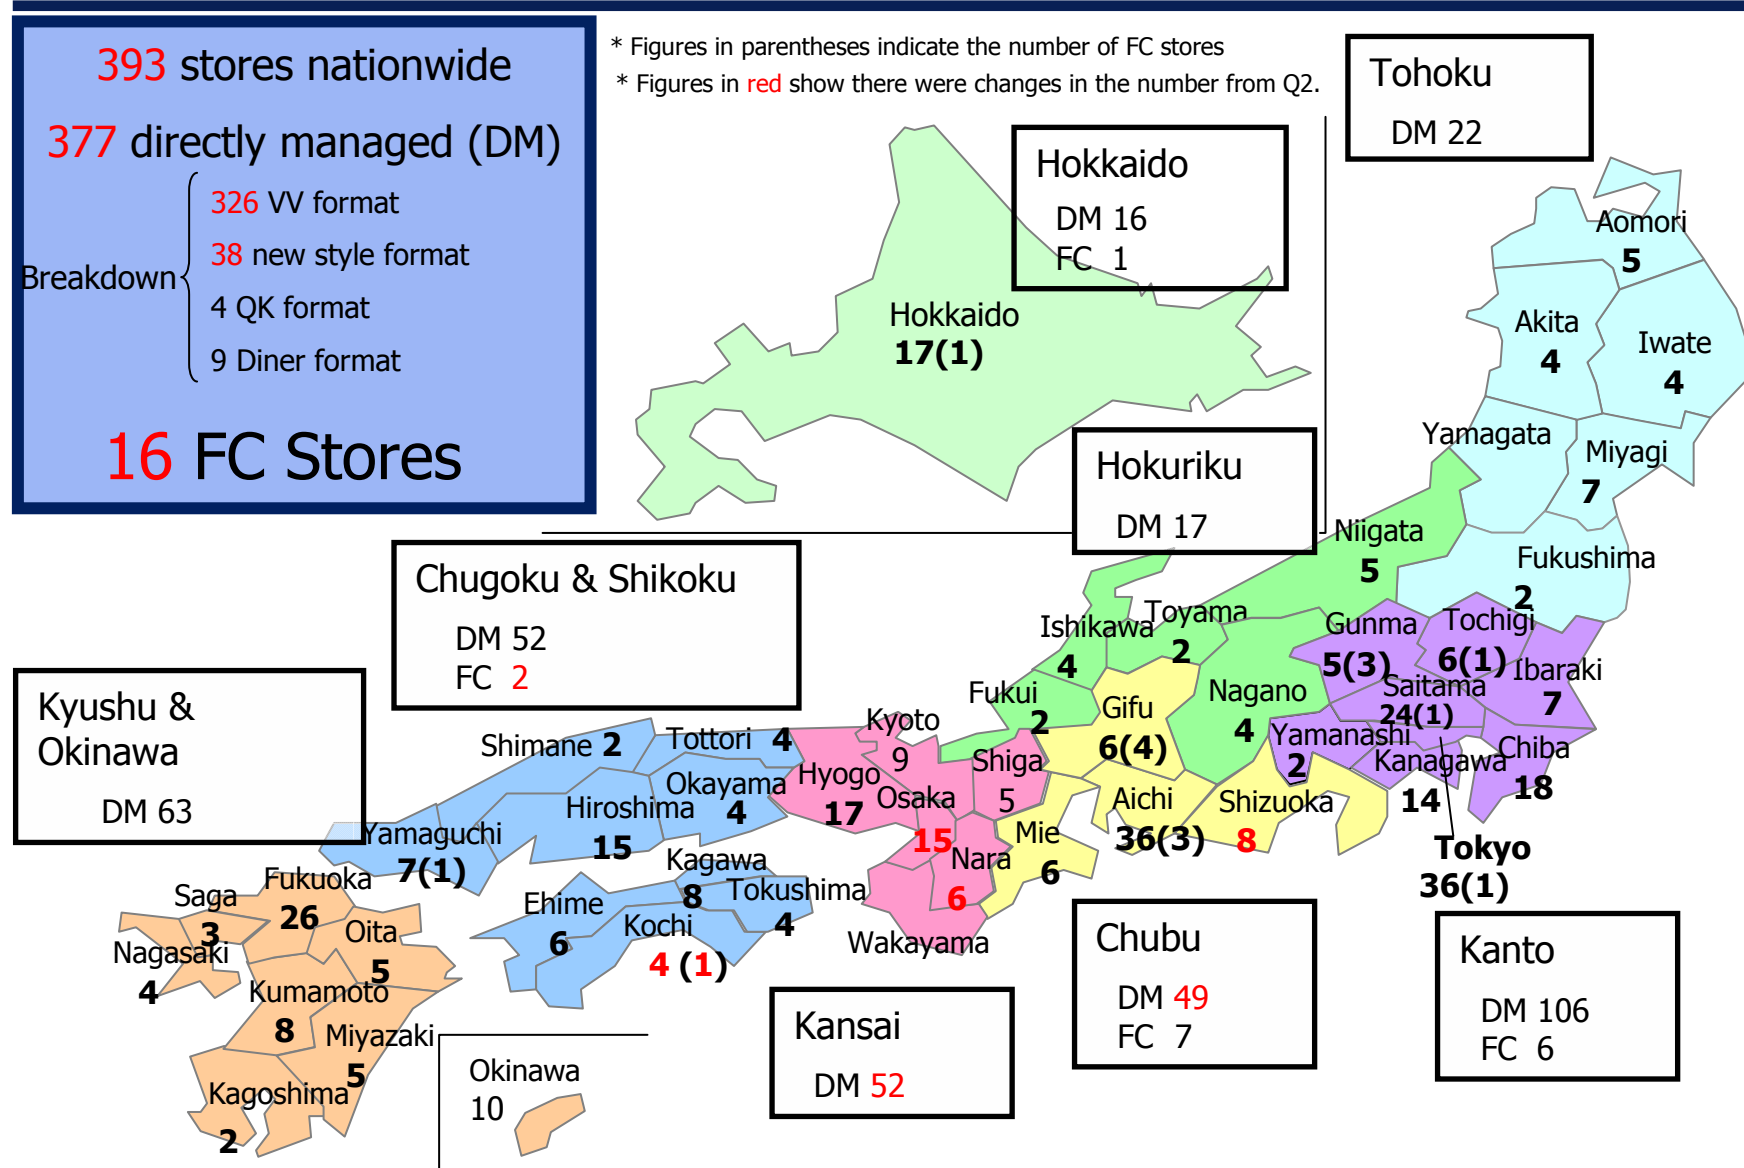 393 stores nationwide
377 directly managed (DM)
Breakdown
326 VV format
38 new style format
4 QK format
9 Diner format
16 FC Stores
* Figures in parentheses indicate the number of FC stores
* Figures in red show there were changes in the number from Q2.
Tohoku
DM 22
Hokkaido
DM 16
FC 1
Hokkaido
17(1)
Aomori
5
Akita
4
Iwate
4
Yamagata
Miyagi
7
Fukushima
2
Hokuriku
DM 17
Niigata
5
Toyama
2
Ishikawa
4
Fukui
2
Nagano
4
Gunma
5(3)
Tochigi
6(1)
Ibaraki
7
Saitama
24(1)
Yamanashi
2
Kanagawa
14
Chiba
18
Tokyo
36(1)
Kanto
DM 106
FC 6
Gifu
6(4)
Aichi
36(3)
Shizuoka
8
Mie
6
Chubu
DM 49
FC 7
Kyoto
9
Shiga
5
Hyogo
17
Osaka
15
Nara
6
Wakayama
Kansai
DM 52
Chugoku & Shikoku
DM 52
FC 2
Shimane 2
Tottori 4
Okayama
4
Hiroshima
15
Yamaguchi
7(1)
Kagawa
8
Tokushima
4
Ehime
6
Kochi
4 (1)
Kyushu &
Okinawa
DM 63
Fukuoka
26
Saga
3
Nagasaki
4
Oita
5
Kumamoto
8
Miyazaki
5
Kagoshima
2
Okinawa
10